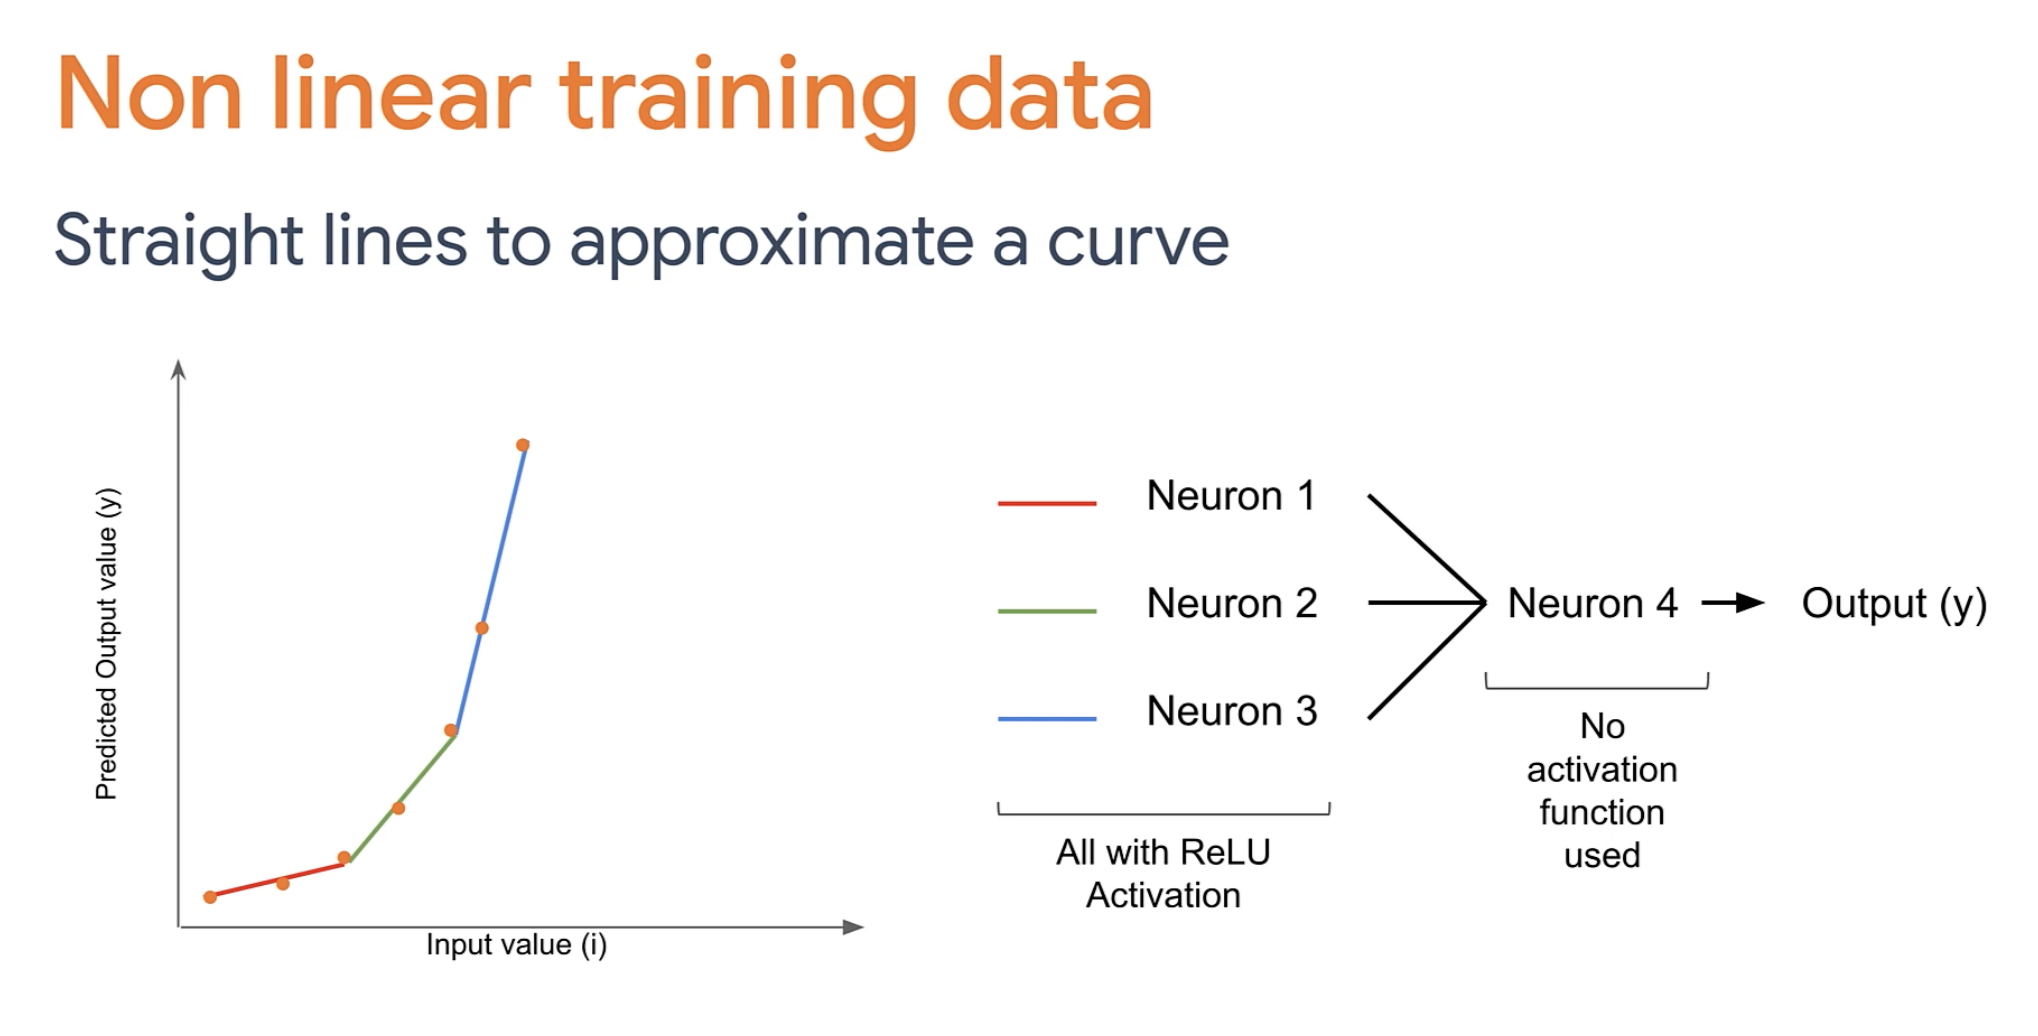 Non linear training data
Straight lines to approximate a curve
Predicted Output value (y)
Input value (i)
Neuron 1
Neuron 2
Neuron 3
All with ReLU
Activation
Neuron 4
Output (y)
No
activation
function
used